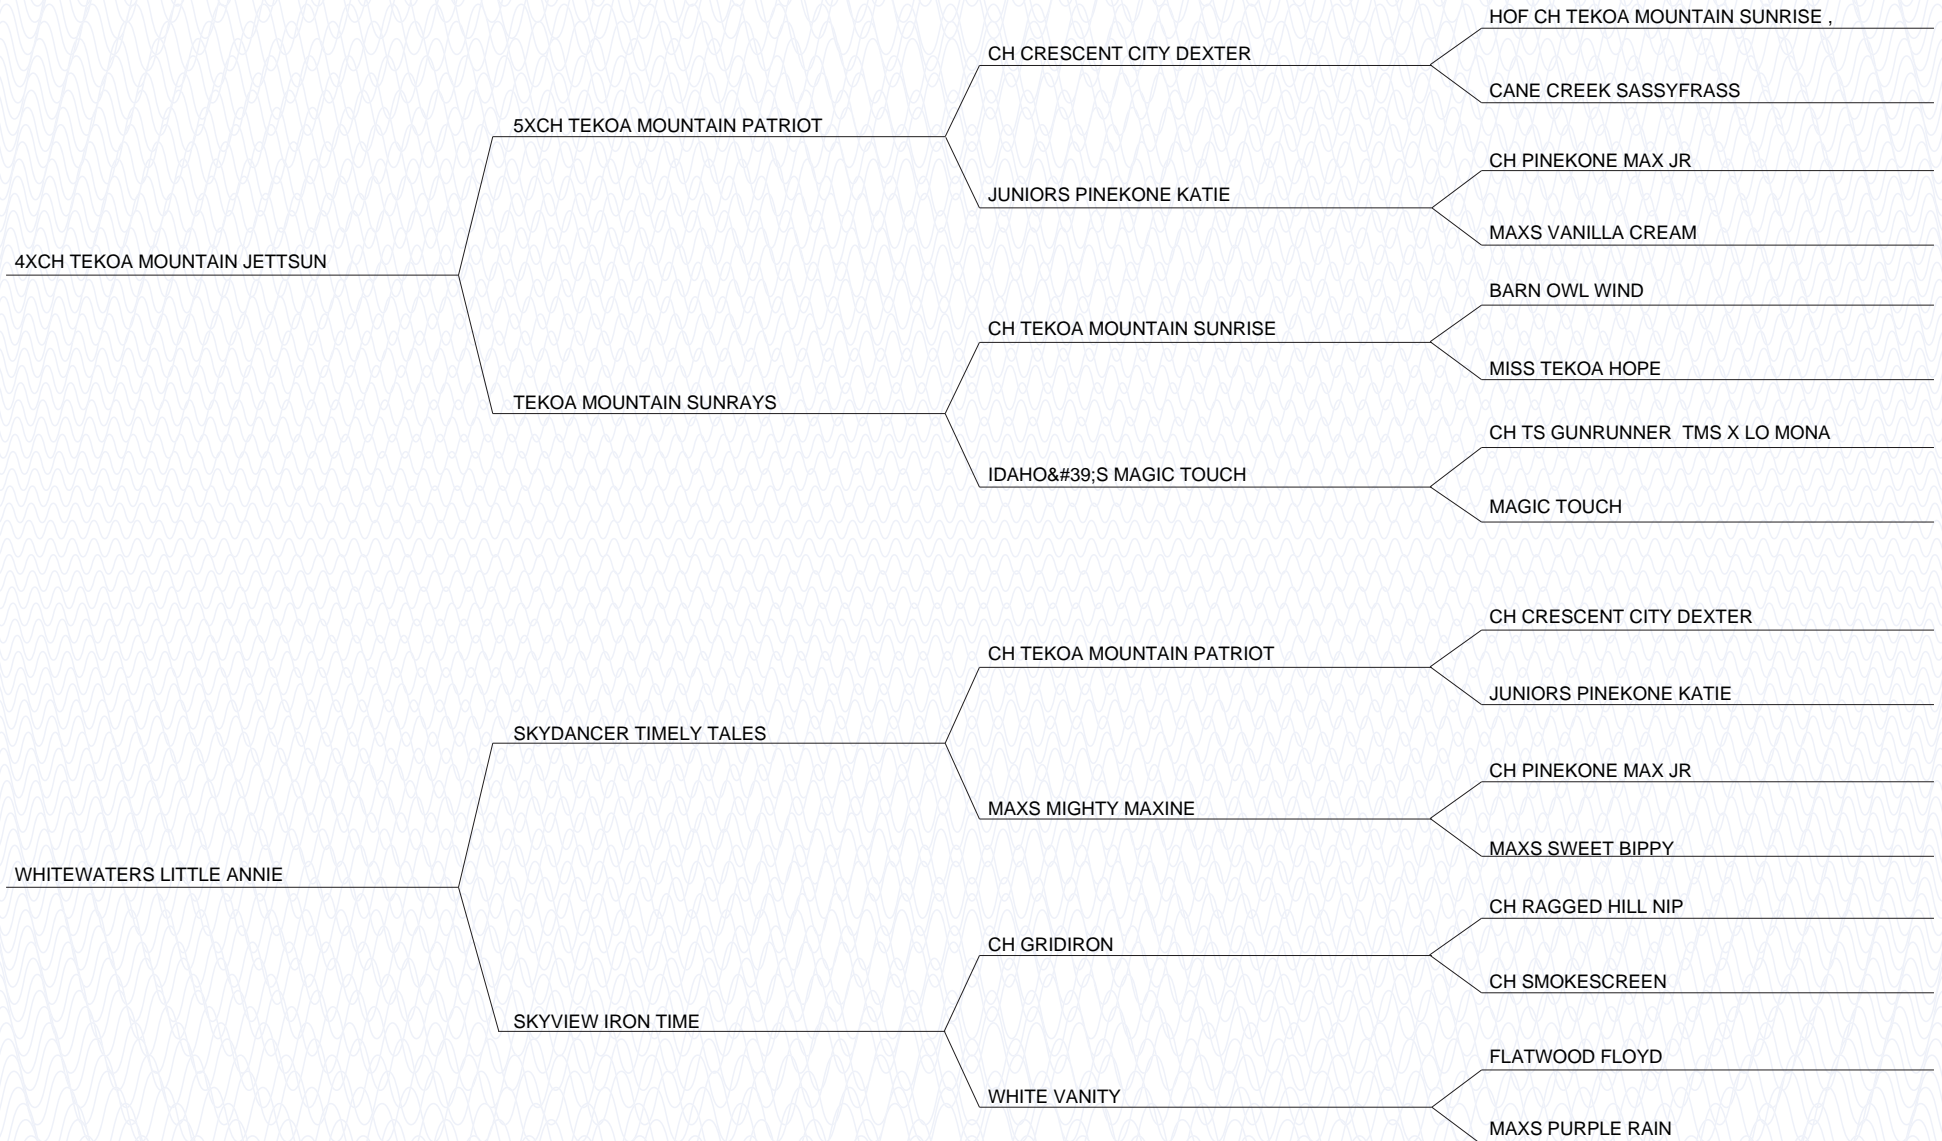 HOF CH TEKOA MOUNTAIN SUNRISE ,
CH CRESCENT CITY DEXTER
CANE CREEK SASSYFRASS
5XCH TEKOA MOUNTAIN PATRIOT
CH PINEKONE MAX JR
JUNIORS PINEKONE KATIE
MAXS VANILLA CREAM
4XCH TEKOA MOUNTAIN JETTSUN
BARN OWL WIND
CH TEKOA MOUNTAIN SUNRISE
MISS TEKOA HOPE
TEKOA MOUNTAIN SUNRAYS
CH TS GUNRUNNER  TMS X LO MONA
IDAHO&#39;S MAGIC TOUCH
MAGIC TOUCH
CH CRESCENT CITY DEXTER
CH TEKOA MOUNTAIN PATRIOT
JUNIORS PINEKONE KATIE
SKYDANCER TIMELY TALES
CH PINEKONE MAX JR
MAXS MIGHTY MAXINE
MAXS SWEET BIPPY
WHITEWATERS LITTLE ANNIE
CH RAGGED HILL NIP
CH GRIDIRON
CH SMOKESCREEN
SKYVIEW IRON TIME
FLATWOOD FLOYD
WHITE VANITY
MAXS PURPLE RAIN